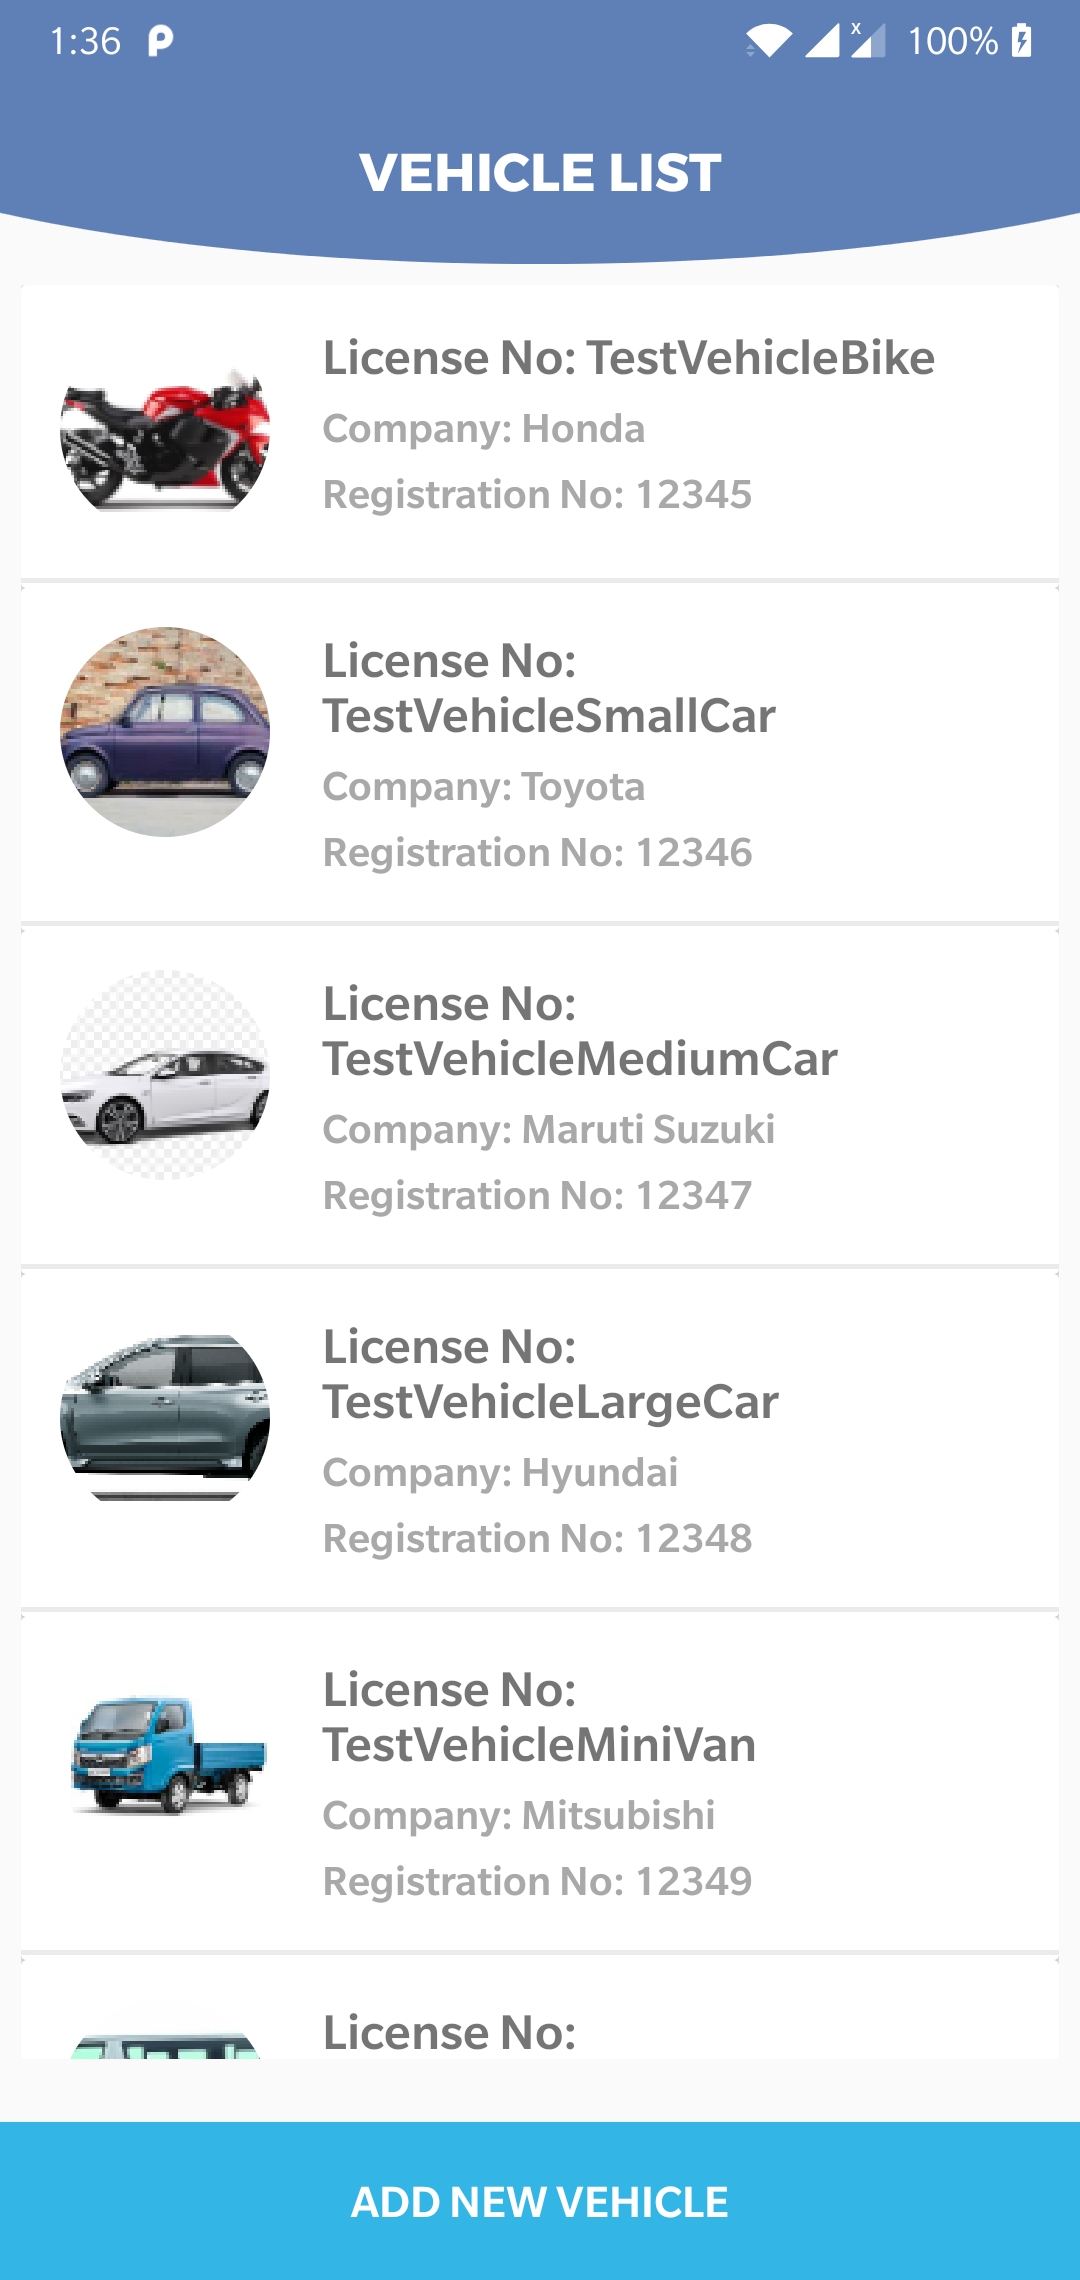 1:36
x
100%
VEHICLE LIST
License No: TestVehicleBike
Company: Honda
Registration No: 12345
License No:
TestVehicleSmallCar
Company: Toyota
Registration No: 12346
License No:
TestVehicleMediumCar
Company: Maruti Suzuki
Registration No: 12347
License No:
TestVehicleLargeCar
Company: Hyundai
Registration No: 12348
License No:
TestVehicleMiniVan
Company: Mitsubishi
Registration No: 12349
License No:
ADD NEW VEHICLE